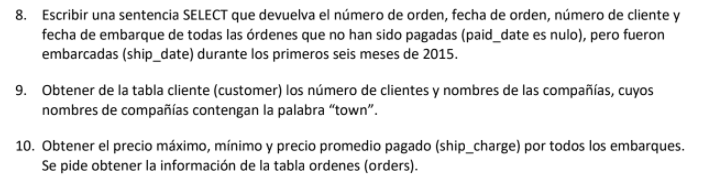 8. Escribir una sentencia SELECT que devuelva el número de orden, fecha de orden, número de cliente y
fecha de embarque de todas las órdenes que no han sido pagadas (paid_date es nulo), pero fueron
embarcadas (ship_date) durante los primeros seis meses de 2015.
9. Obtener de la tabla cliente (customer) los número de clientes y nombres de las compañías, cuyos
nombres de compañías contengan la palabra “town”.
10. Obtener el precio máximo, mínimo y precio promedio pagado (ship_charge) por todos los embarques.
Se pide obtener la información de la tabla ordenes (orders).